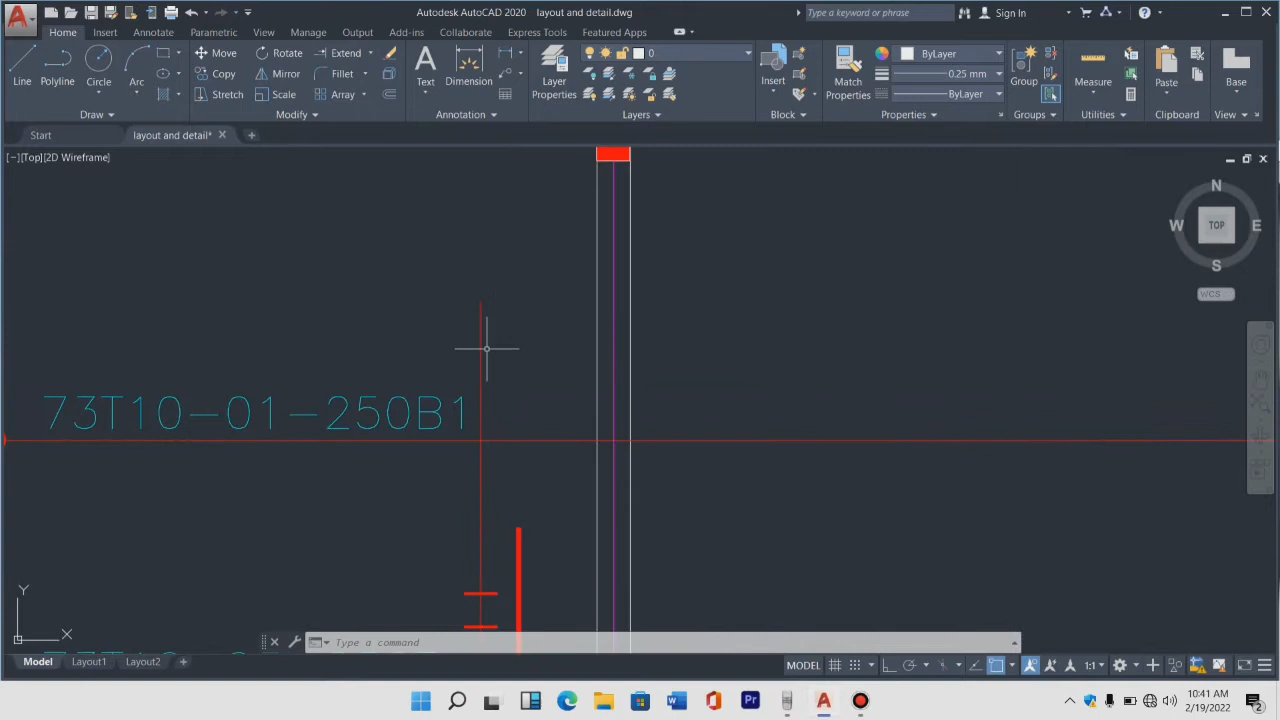 Autodesk AutoCAD 2020 layout and detail.dwg
Type a keyword or phrase
Sign In
Home Insert Annotate Parametric View Manage Output Add-ins Collaborate Express Tools Featured Apps
Line Polyline Circle Arc
Move Rotate Extend
Copy Mirror Fillet
Stretch Scale Array
Text Dimension
Layer Properties
0
Insert
Match Properties
ByLayer
0.25 mm
ByLayer
Group
Measure
Paste
Base
Draw Modify Annotation Layers Block Properties Groups Utilities Clipboard View
Start layout and detail*
[−][Top][2D Wireframe]
N
W TOP E
S
WCS
73T10-01-250B1
Y
X
Type a command
Model Layout1 Layout2
MODEL 1:1
W Pr A
10:41 AM
2/19/2022